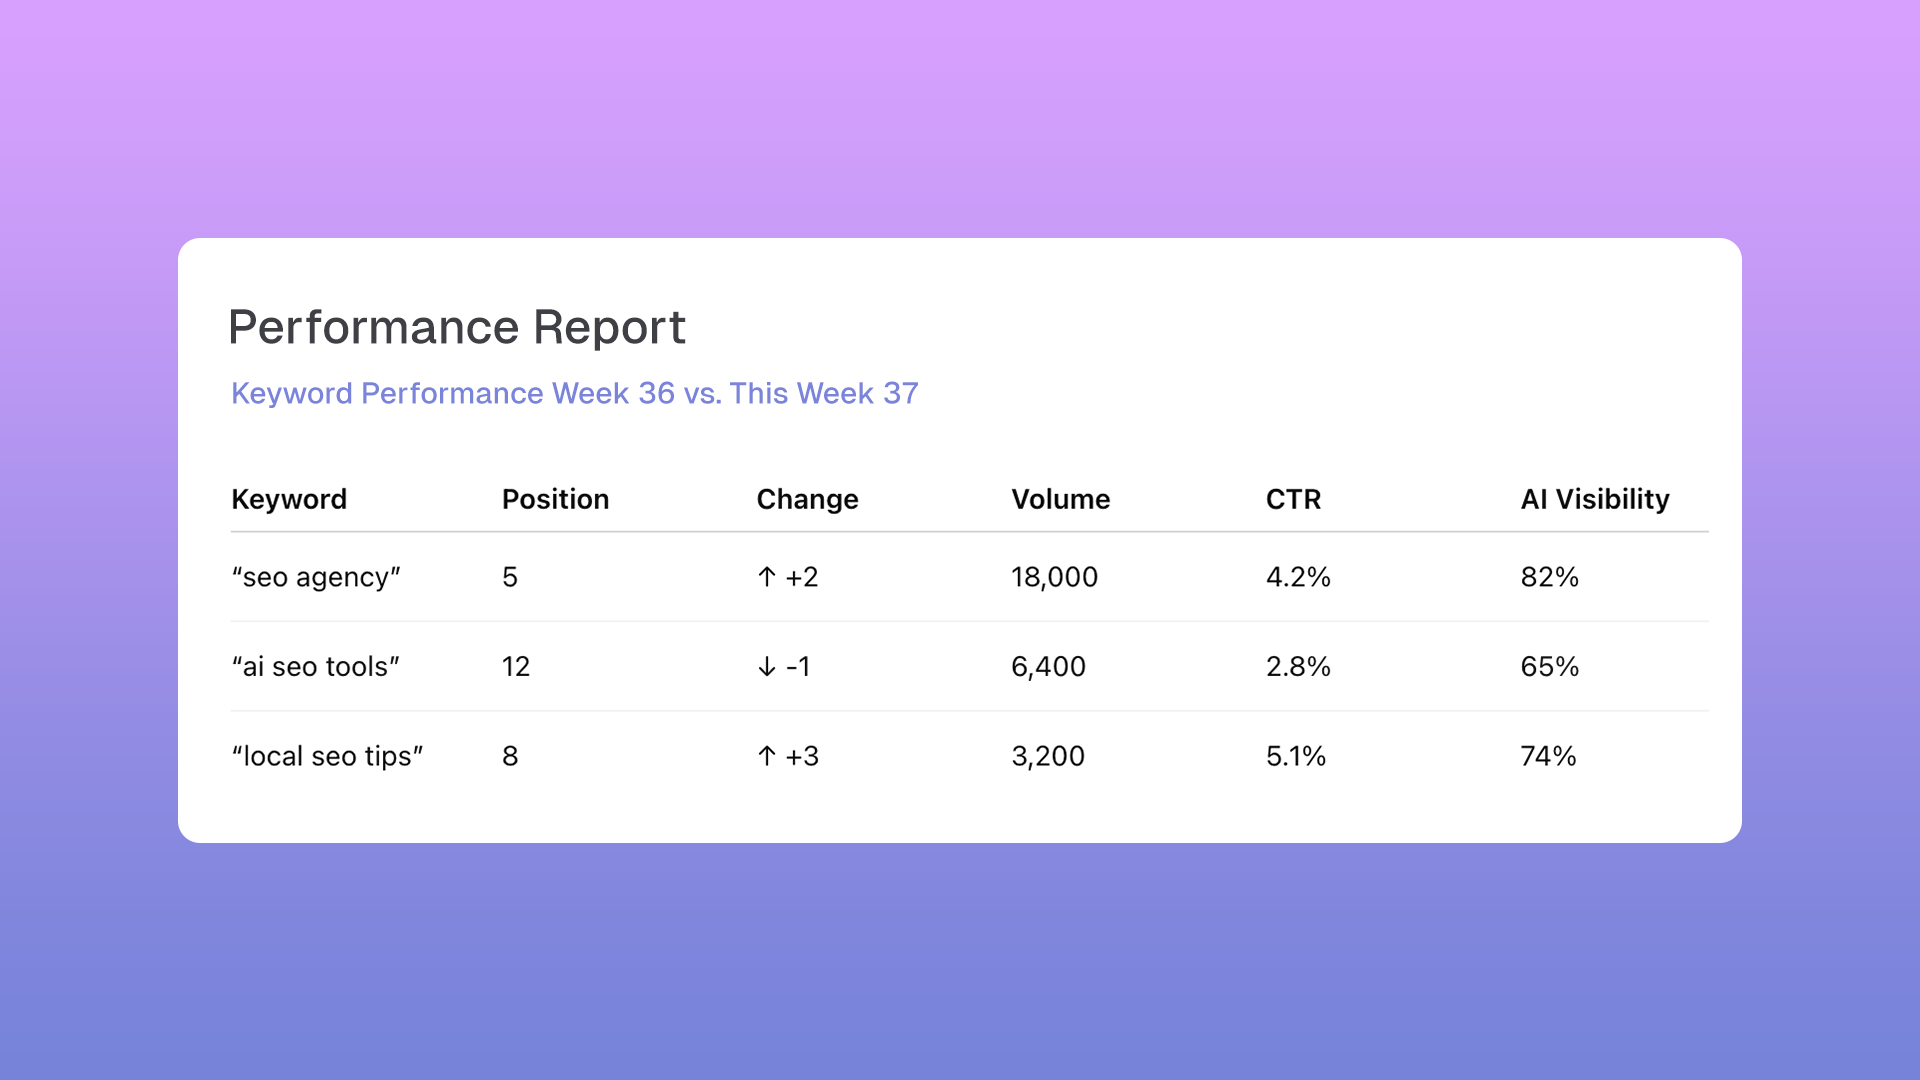 Performance Report
Keyword Performance Week 36 vs. This Week 37
Keyword Position Change Volume CTR AI Visibility
“seo agency” 5 ↑ +2 18,000 4.2% 82%
“ai seo tools” 12 ↓ -1 6,400 2.8% 65%
“local seo tips” 8 ↑ +3 3,200 5.1% 74%